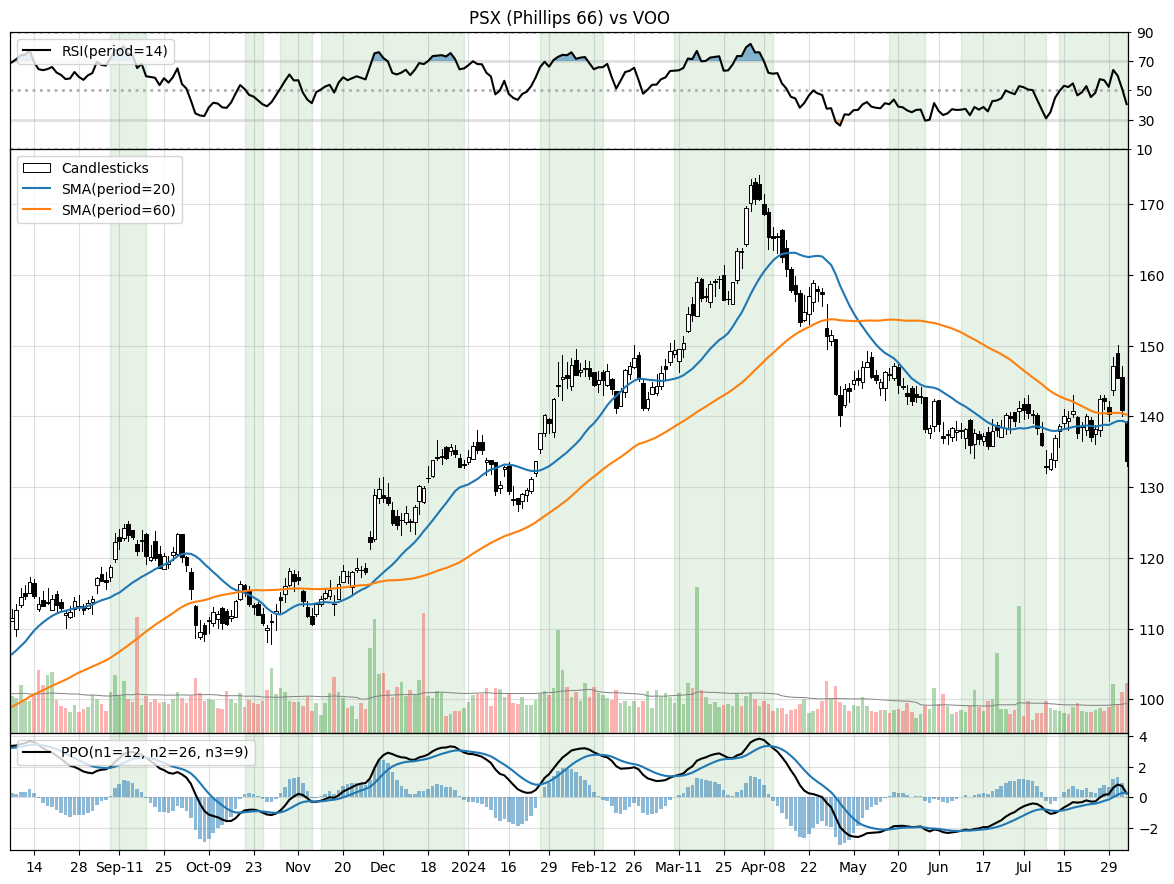 PSX (Phillips 66) vs VOO
RSI(period=14)
90
70
50
30
10
Candlesticks
SMA(period=20)
SMA(period=60)
170
160
150
140
130
120
110
100
PPO(n1=12, n2=26, n3=9)
4
2
0
−2
14 28 Sep-11 25 Oct-09 23 Nov 20 Dec 18 2024 16 29 Feb-12 26 Mar-11 25 Apr-08 22 May 20 Jun 17 Jul 15 29